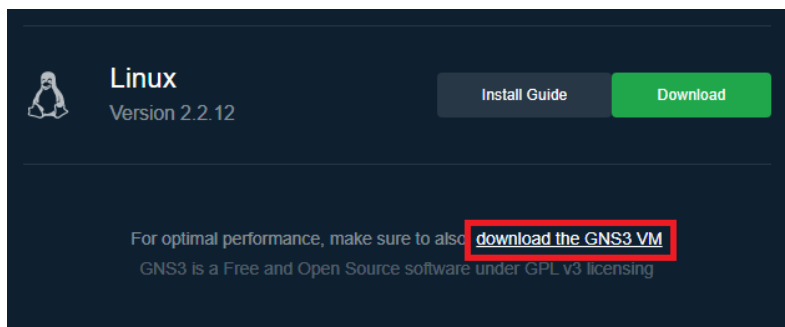 Linux
Version 2.2.12
Install Guide
Download
For optimal performance, make sure to also download the GNS3 VM
GNS3 is a Free and Open Source software under GPL v3 licensing